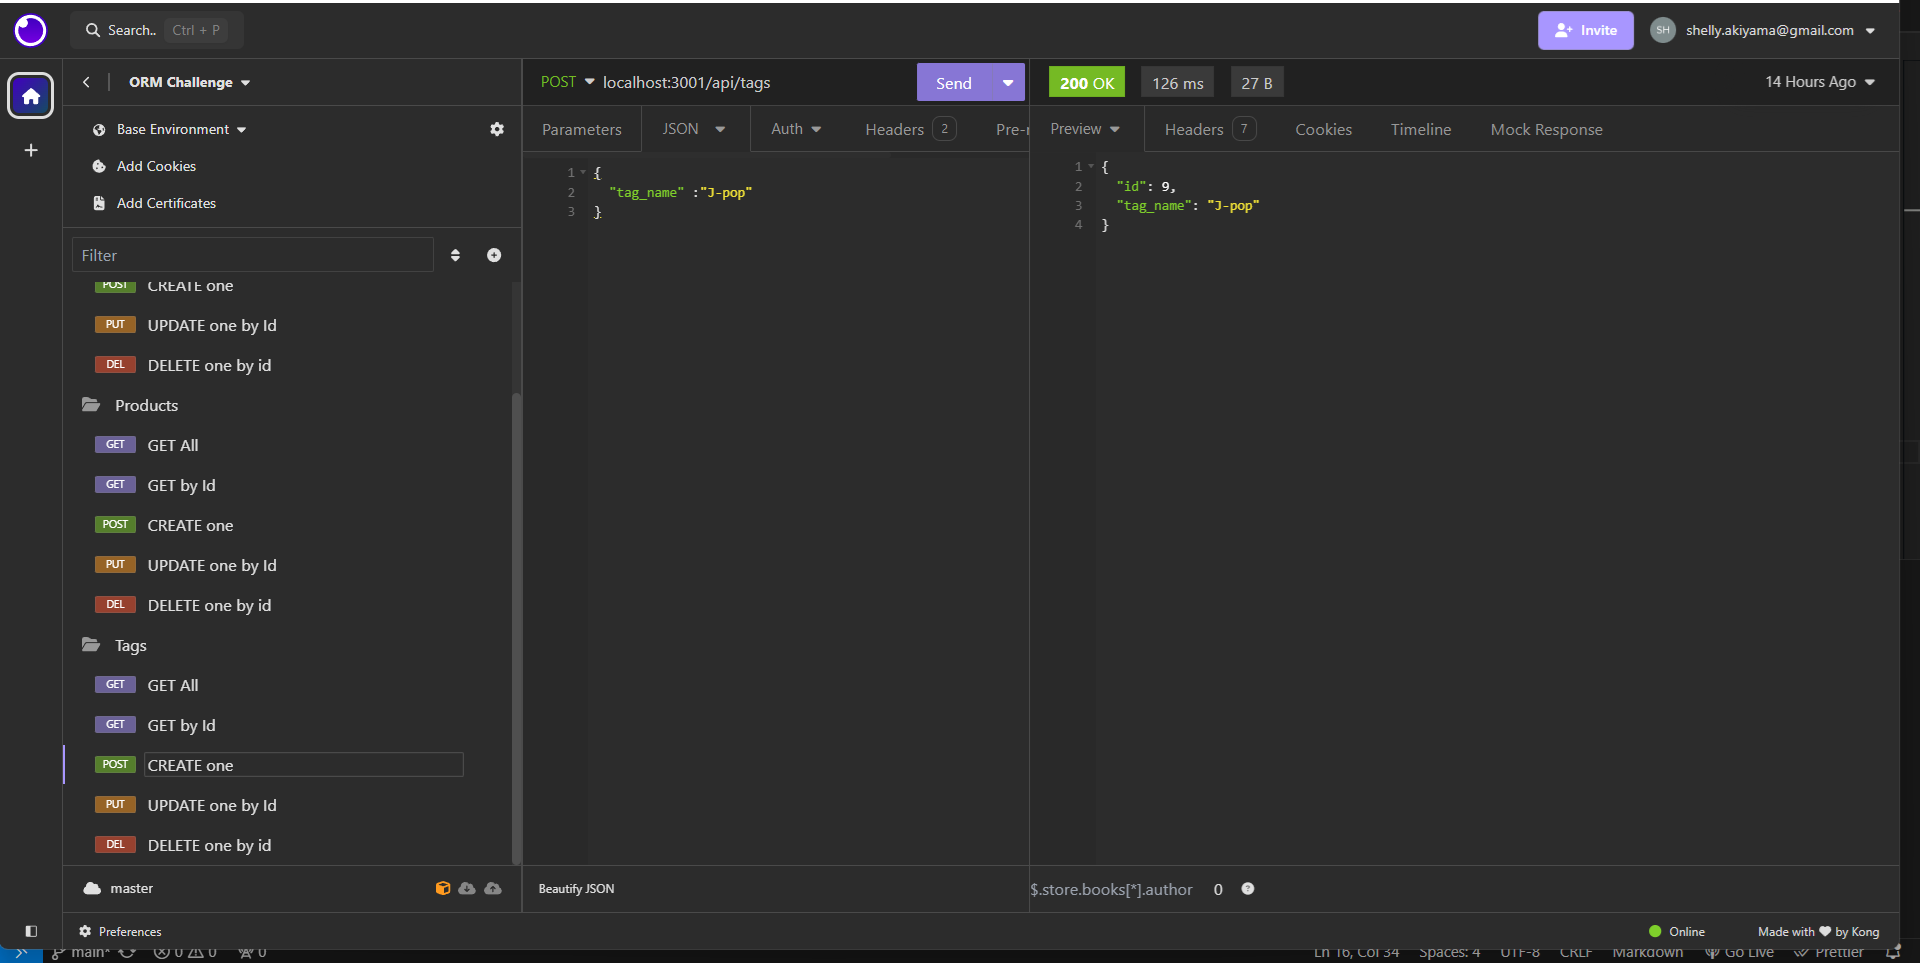 Search.. Ctrl + P
Invite
SH shelly.akiyama@gmail.com
ORM Challenge
Base Environment
Add Cookies
Add Certificates
Filter
POST CREATE one
PUT UPDATE one by Id
DEL DELETE one by id
Products
GET GET All
GET GET by Id
POST CREATE one
PUT UPDATE one by Id
DEL DELETE one by id
Tags
GET GET All
GET GET by Id
POST CREATE one
PUT UPDATE one by Id
DEL DELETE one by id
master
POST localhost:3001/api/tags Send
Parameters JSON Auth Headers 2 Pre-r
1 {
2 "tag_name" :"J-pop"
3 }
Beautify JSON
200 OK 126 ms 27 B 14 Hours Ago
Preview Headers 7 Cookies Timeline Mock Response
1 {
2 "id": 9,
3 "tag_name": "J-pop"
4 }
$.store.books[*].author 0
Preferences Online Made with ❤ by Kong
main* 0 0 0 Ln 16, Col 34 Spaces: 4 UTF-8 CRLF Markdown Go Live Prettier